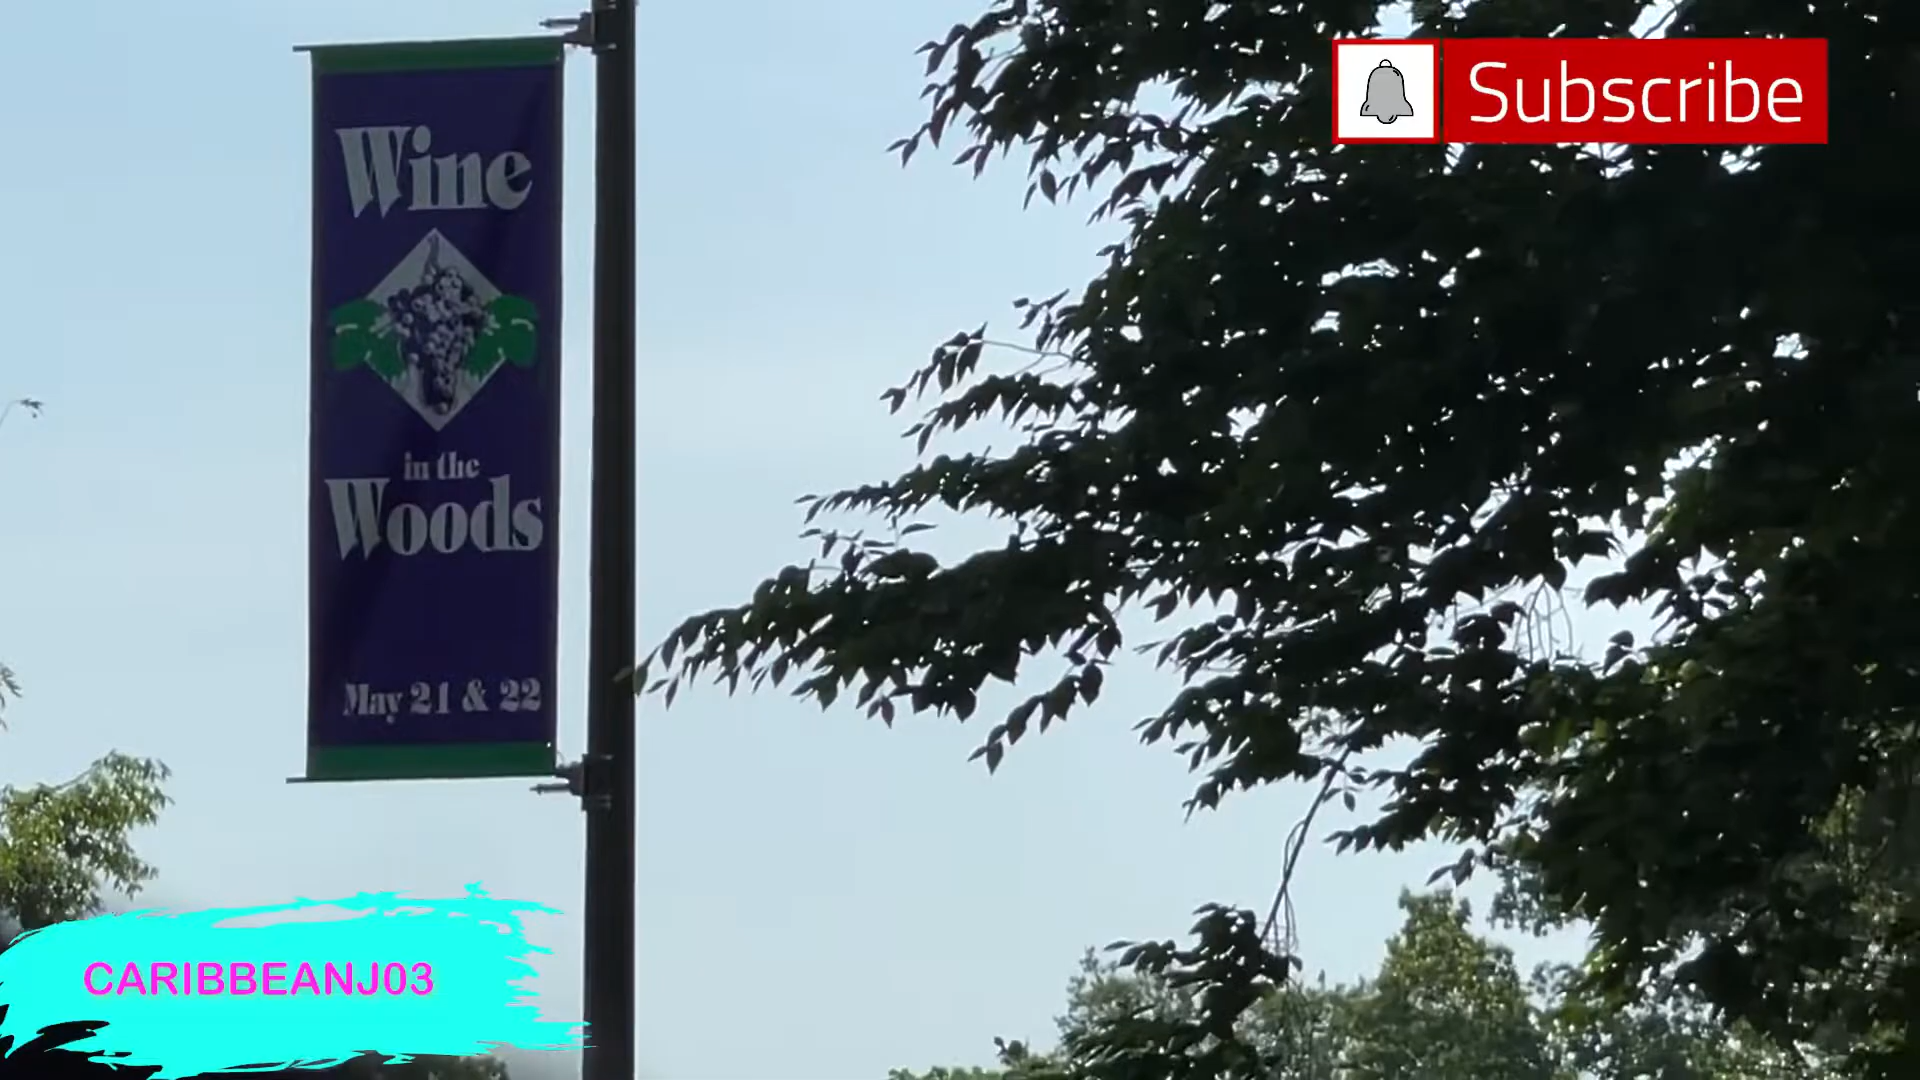 Wine
in the
Woods
May 21 & 22
Subscribe
CARIBBEANJ03